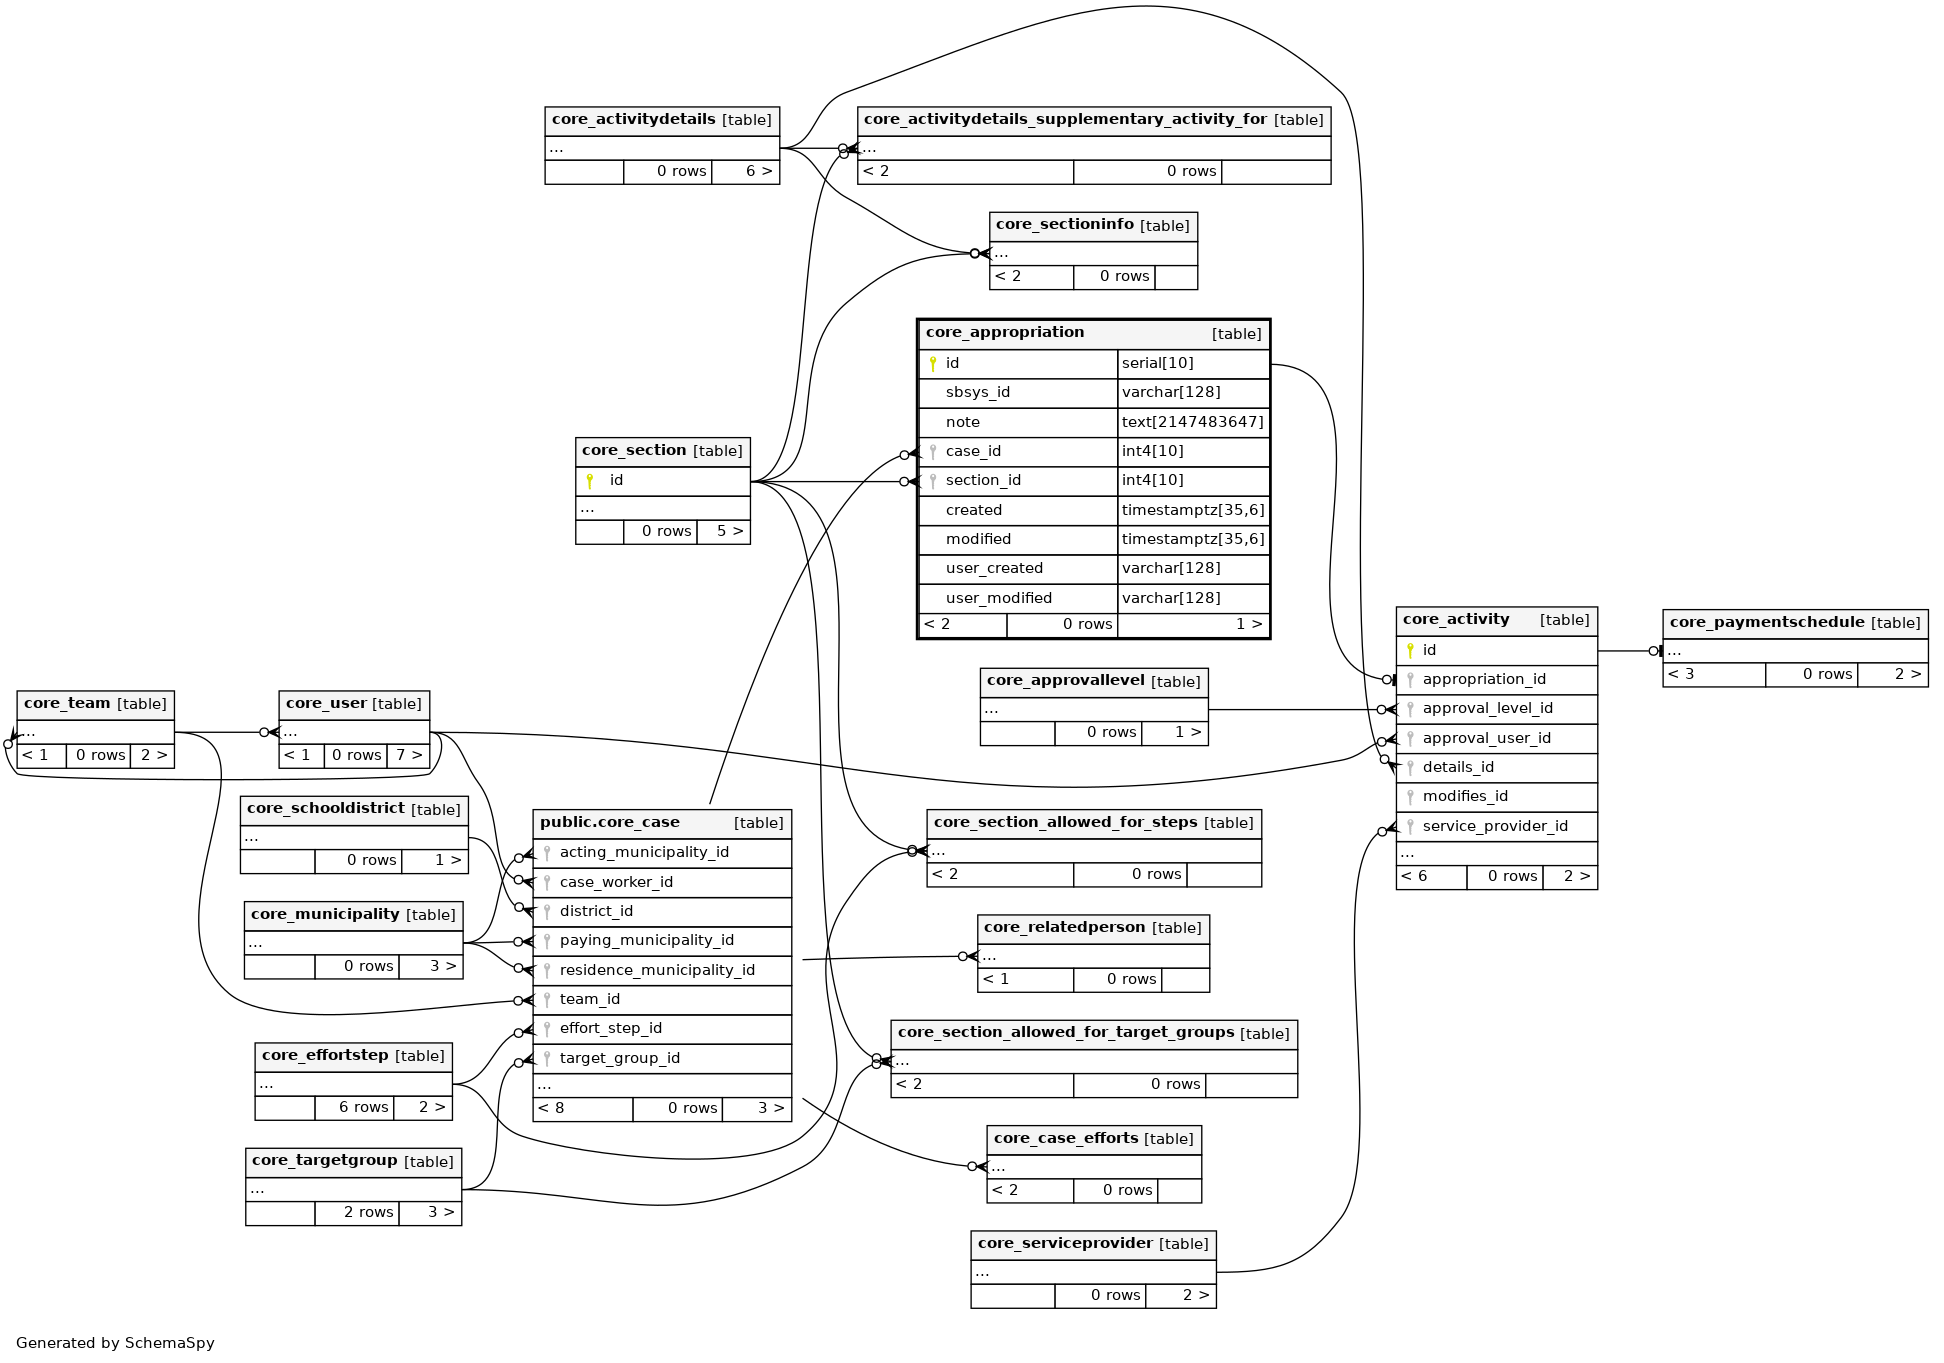 core_activitydetails [table]
...
0 rows 6 >
core_activitydetails_supplementary_activity_for [table]
...
< 2 0 rows
core_sectioninfo [table]
...
< 2 0 rows
core_appropriation [table]
id serial[10]
sbsys_id varchar[128]
note text[2147483647]
case_id int4[10]
section_id int4[10]
created timestamptz[35,6]
modified timestamptz[35,6]
user_created varchar[128]
user_modified varchar[128]
< 2 0 rows 1 >
core_section [table]
id
...
0 rows 5 >
core_activity [table]
id
appropriation_id
approval_level_id
approval_user_id
details_id
modifies_id
service_provider_id
...
< 6 0 rows 2 >
core_paymentschedule [table]
...
< 3 0 rows 2 >
core_approvallevel [table]
...
0 rows 1 >
core_team [table]
...
< 1 0 rows 2 >
core_user [table]
...
< 1 0 rows 7 >
core_schooldistrict [table]
...
0 rows 1 >
core_municipality [table]
...
0 rows 3 >
core_effortstep [table]
...
6 rows 2 >
core_targetgroup [table]
...
2 rows 3 >
public.core_case [table]
acting_municipality_id
case_worker_id
district_id
paying_municipality_id
residence_municipality_id
team_id
effort_step_id
target_group_id
...
< 8 0 rows 3 >
core_section_allowed_for_steps [table]
...
< 2 0 rows
core_relatedperson [table]
...
< 1 0 rows
core_section_allowed_for_target_groups [table]
...
< 2 0 rows
core_case_efforts [table]
...
< 2 0 rows
core_serviceprovider [table]
...
0 rows 2 >
Generated by SchemaSpy